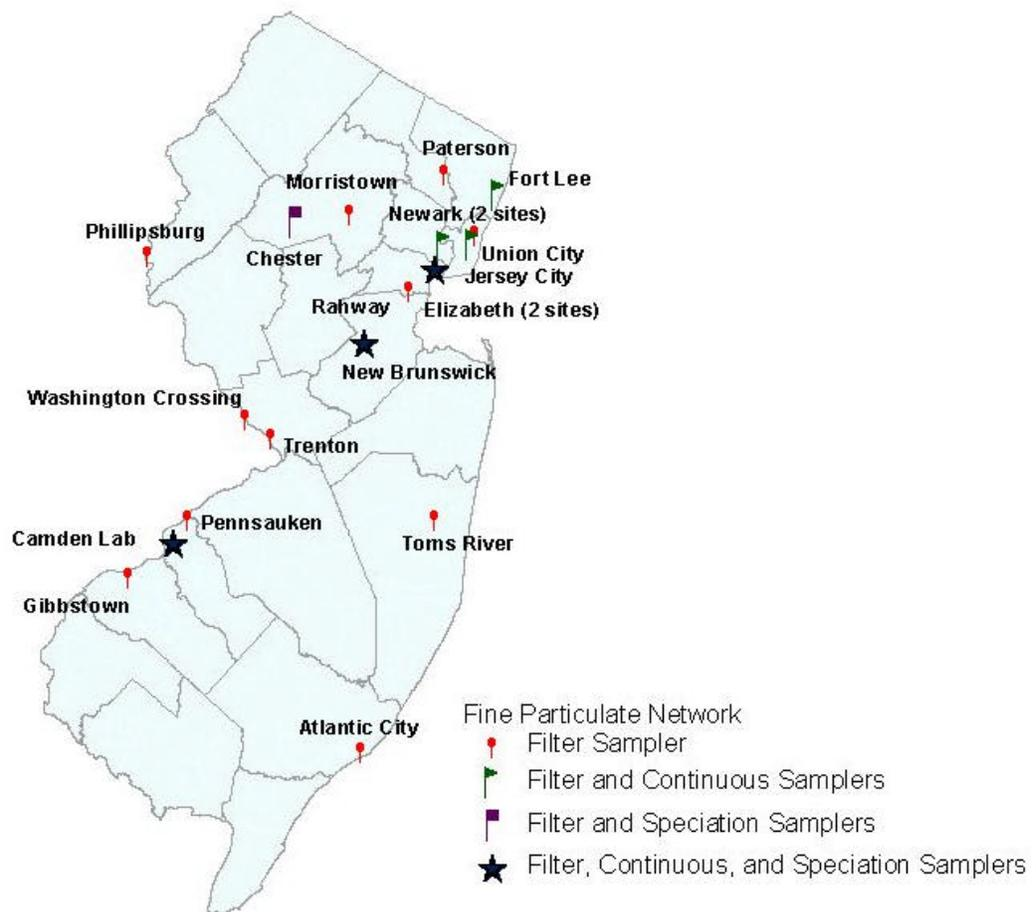 Paterson
Fort Lee
Morristown
Newark (2 sites)
Phillipsburg
Union City
Chester
Jersey City
Rahway
Elizabeth (2 sites)
New Brunswick
Washington Crossing
Trenton
Pennsauken
Camden Lab
Toms River
Gibbstown
Atlantic City
Fine Particulate Network
Filter Sampler
Filter and Continuous Samplers
Filter and Speciation Samplers
Filter, Continuous, and Speciation Samplers